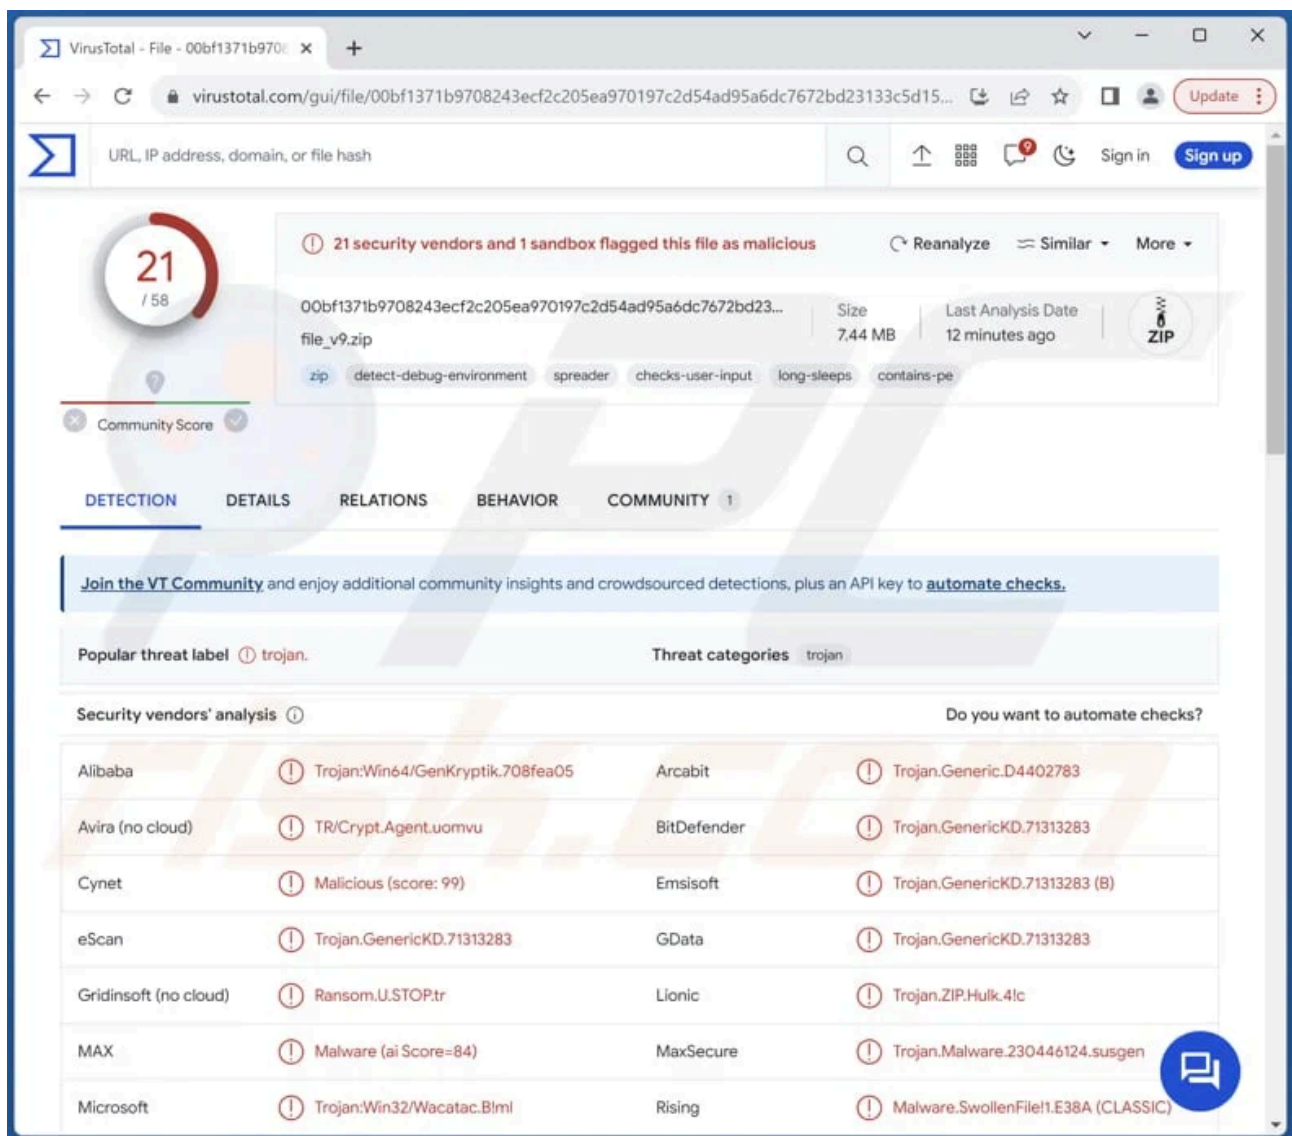 VirusTotal - File - 00bf1371b970
virustotal.com/gui/file/00bf1371b9708243ecf2c205ea970197c2d54ad95a6dc7672bd23133c5d15... Update
URL, IP address, domain, or file hash 9 Sign in Sign up
21
/ 58
21 security vendors and 1 sandbox flagged this file as malicious Reanalyze Similar More
00bf1371b9708243ecf2c205ea970197c2d54ad95a6dc7672bd23...
file_v9.zip
Size
7.44 MB
Last Analysis Date
12 minutes ago
ZIP
zip detect-debug-environment spreader checks-user-input long-sleeps contains-pe
Community Score
DETECTION DETAILS RELATIONS BEHAVIOR COMMUNITY 1
Join the VT Community and enjoy additional community insights and crowdsourced detections, plus an API key to automate checks.
Popular threat label trojan. Threat categories trojan
Security vendors' analysis Do you want to automate checks?
Alibaba Trojan:Win64/GenKryptik.708fea05 Arcabit Trojan.Generic.D4402783
Avira (no cloud) TR/Crypt.Agent.uomvu BitDefender Trojan.GenericKD.71313283
Cynet Malicious (score: 99) Emsisoft Trojan.GenericKD.71313283 (B)
eScan Trojan.GenericKD.71313283 GData Trojan.GenericKD.71313283
Gridinsoft (no cloud) Ransom.U.STOP.tr Lionic Trojan.ZIP.Hulk.4!c
MAX Malware (ai Score=84) MaxSecure Trojan.Malware.230446124.susgen
Microsoft Trojan:Win32/Wacatac.B!ml Rising Malware.SwollenFile!1.E38A (CLASSIC)
PC
risk.com